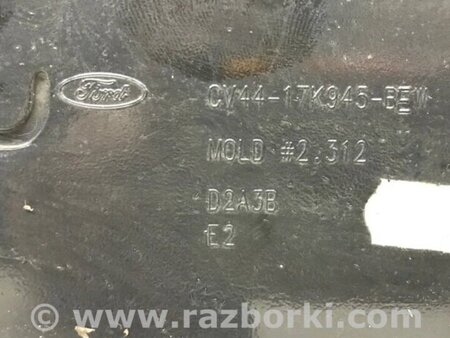 Ford CV44-17K945-BEW
MOLD #2.312
D2A3B
E2
www.razborki.com